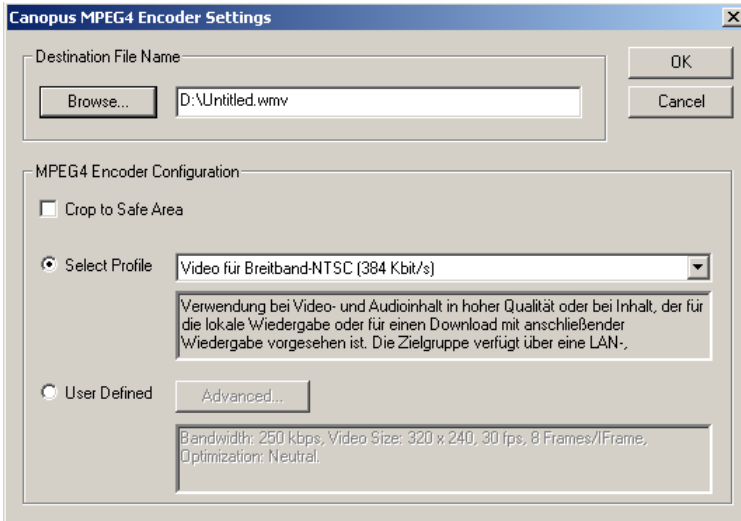 Canopus MPEG4 Encoder Settings
Destination File Name
Browse...
D:\Untitled.wmv
OK
Cancel
MPEG4 Encoder Configuration
Crop to Safe Area
Select Profile
Video für Breitband-NTSC (384 Kbit/s)
Verwendung bei Video- und Audioinhalt in hoher Qualität oder bei Inhalt, der für
die lokale Wiedergabe oder für einen Download mit anschließender
Wiedergabe vorgesehen ist. Die Zielgruppe verfügt über eine LAN-,
User Defined
Advanced...
Bandwidth: 250 kbps, Video Size: 320 x 240, 30 fps, 8 Frames/IFrame,
Optimization: Neutral.